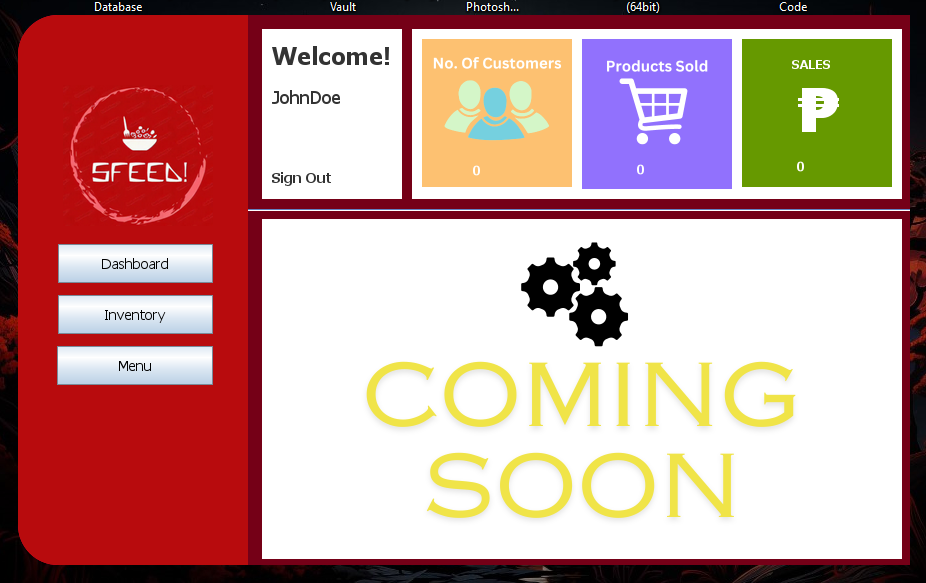 Database
Vault
Photosh...
(64bit)
Code
SFEED!
Dashboard
Inventory
Menu
Welcome!
JohnDoe
Sign Out
No. Of Customers
0
Products Sold
0
SALES
₱
0
COMING
SOON